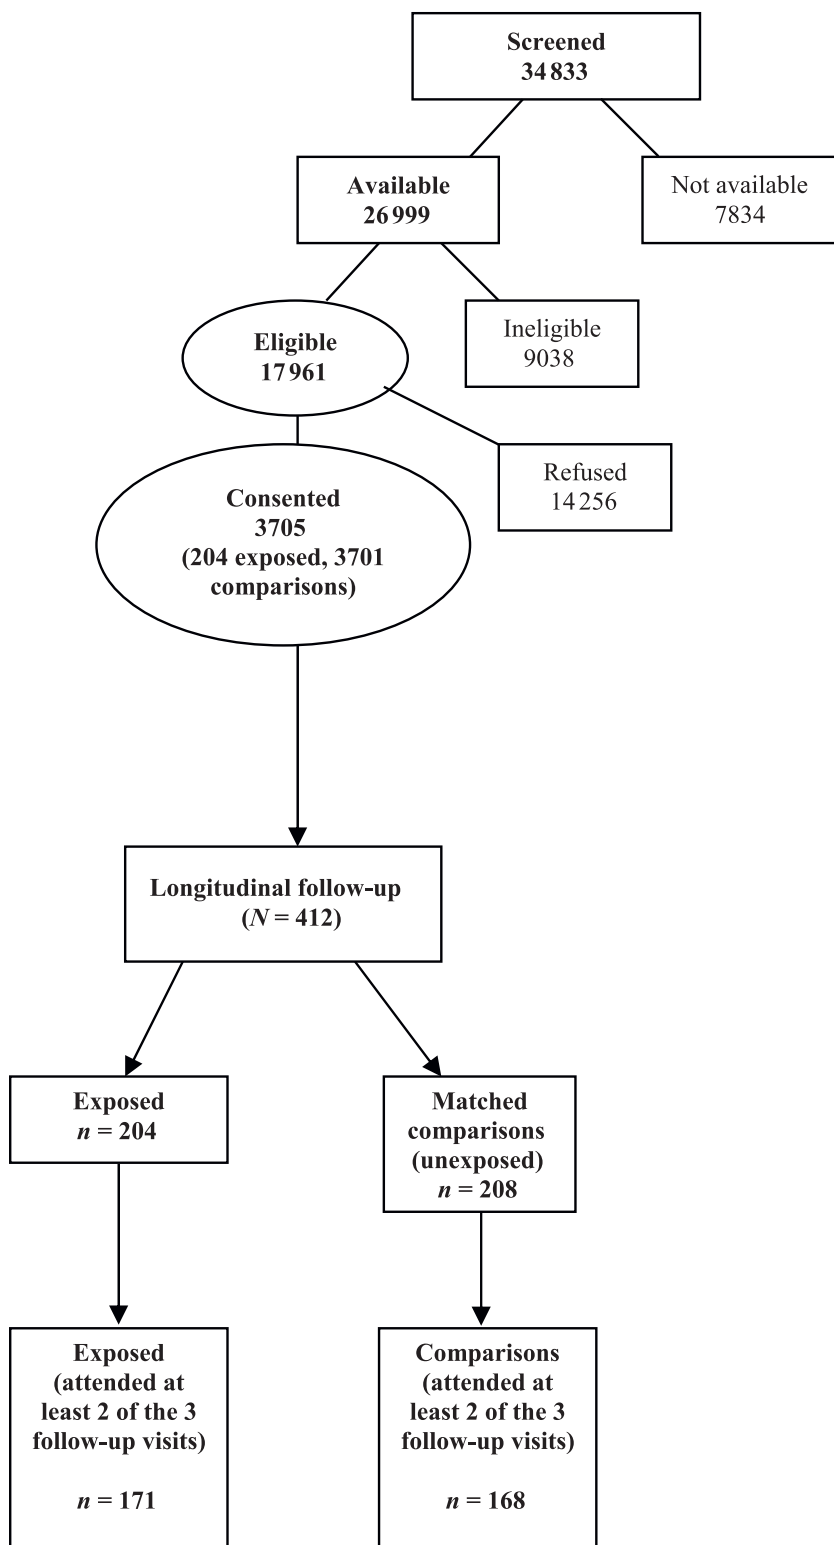 Screened
34 833
Available
26 999
Not available
7834
Eligible
17 961
Ineligible
9038
Refused
14 256
Consented
3705
(204 exposed, 3701
comparisons)
Longitudinal follow-up
(N = 412)
Exposed
n = 204
Matched
comparisons
(unexposed)
n = 208
Exposed
(attended at
least 2 of the 3
follow-up visits)
n = 171
Comparisons
(attended at
least 2 of the 3
follow-up visits)
n = 168